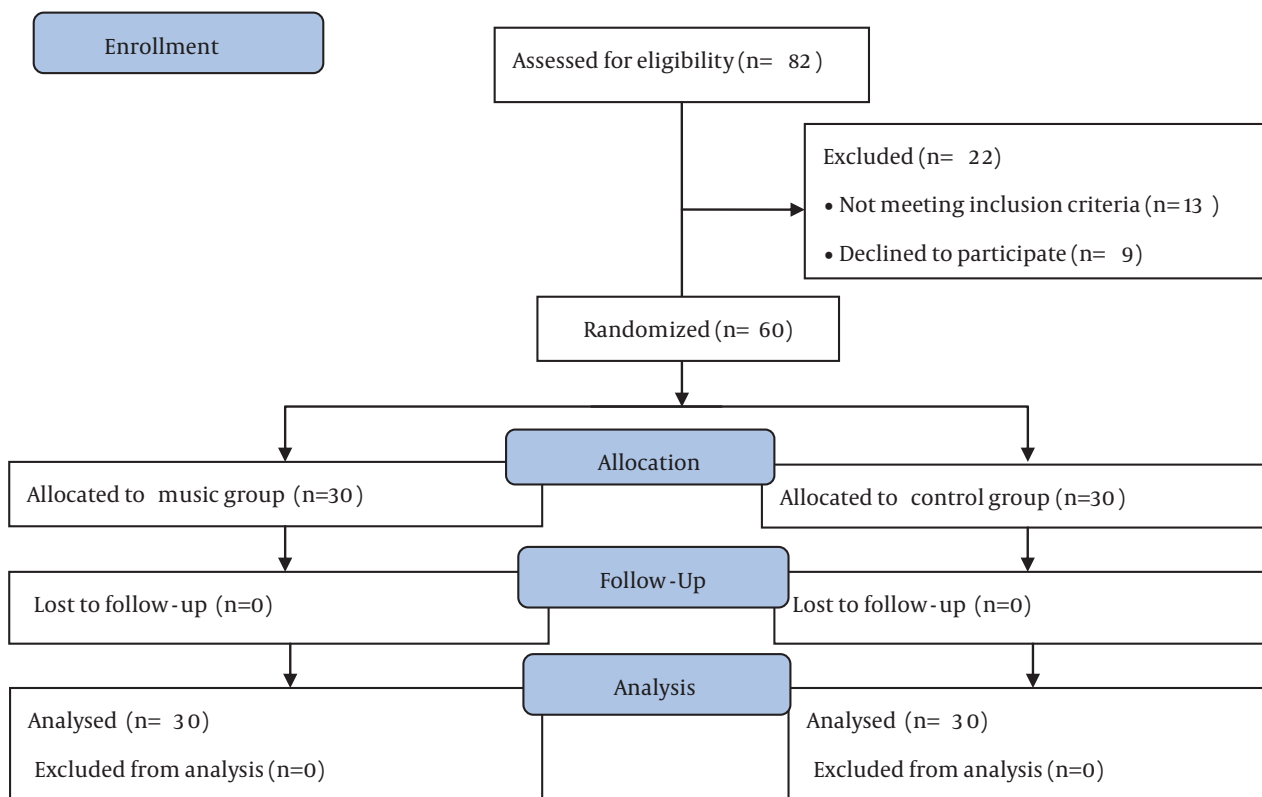 Enrollment
Assessed for eligibility (n= 82)
Excluded (n= 22)
• Not meeting inclusion criteria (n=13 )
• Declined to participate (n= 9)
Randomized (n= 60)
Allocation
Allocated to music group (n=30)
Allocated to control group (n=30)
Follow-Up
Lost to follow-up (n=0)
Lost to follow-up (n=0)
Analysis
Analysed (n= 30)
Excluded from analysis (n=0)
Analysed (n= 30)
Excluded from analysis (n=0)